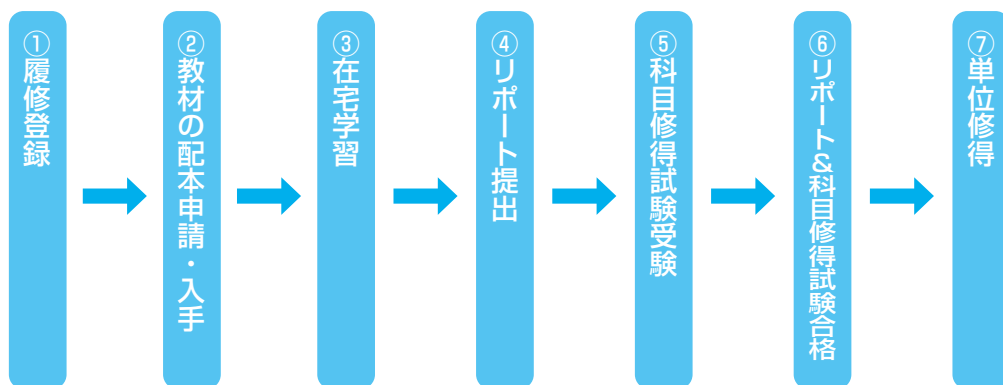 ①履修登録
②教材の配本申請・入手
③在宅学習
④リポート提出
⑤科目修得試験受験
⑥リポート&科目修得試験合格
⑦単位修得